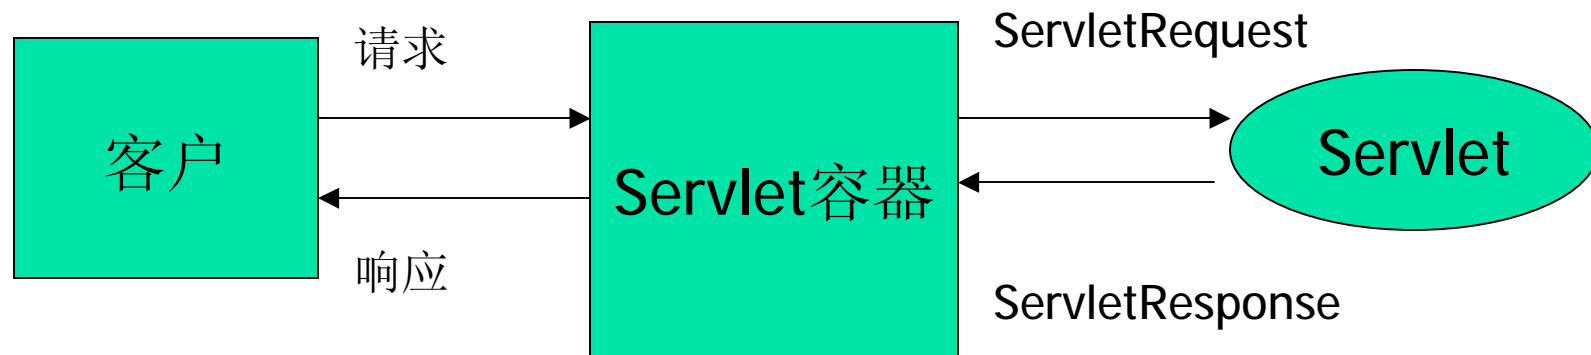 客户
请求
响应
Servlet容器
ServletRequest
ServletResponse
Servlet